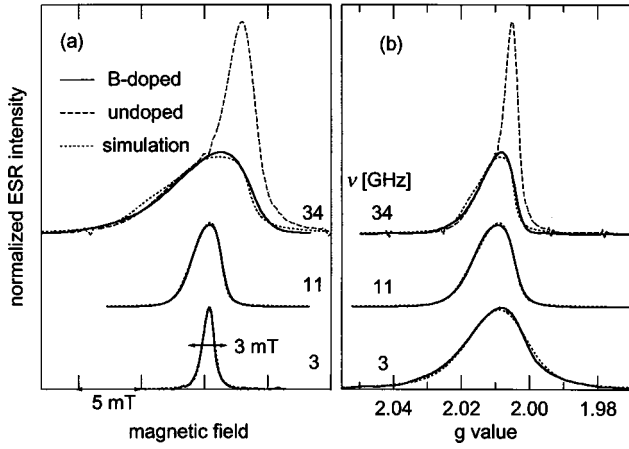 (a)
B-doped
undoped
simulation
34
11
3 mT
3
5 mT
magnetic field
normalized ESR intensity
(b)
ν [GHz]
34
11
3
2.04
2.02
2.00
1.98
g value